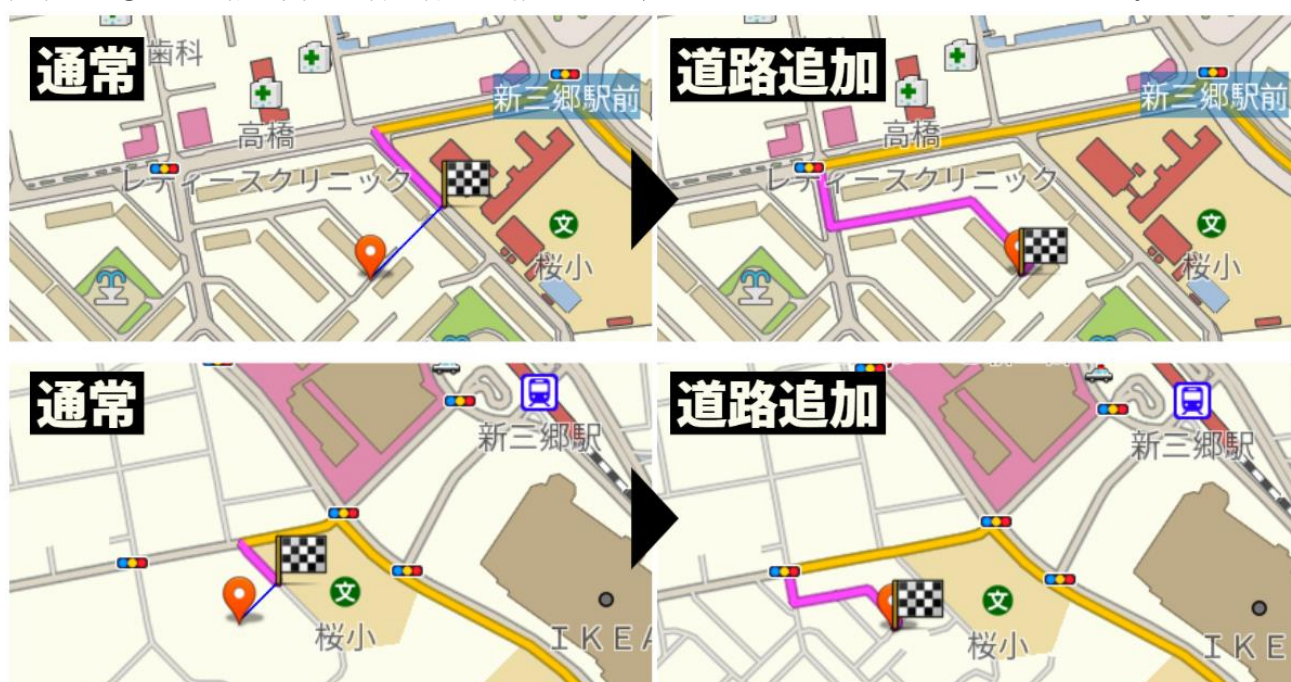 通常
歯科
新三郷駅前
高橋
レディースクリニック
文
桜小
道路追加
新三郷駅前
高橋
レディースクリニック
文
桜小
通常
新三郷駅
文
桜小
IKEA
道路追加
新三郷駅
文
桜小
IKE